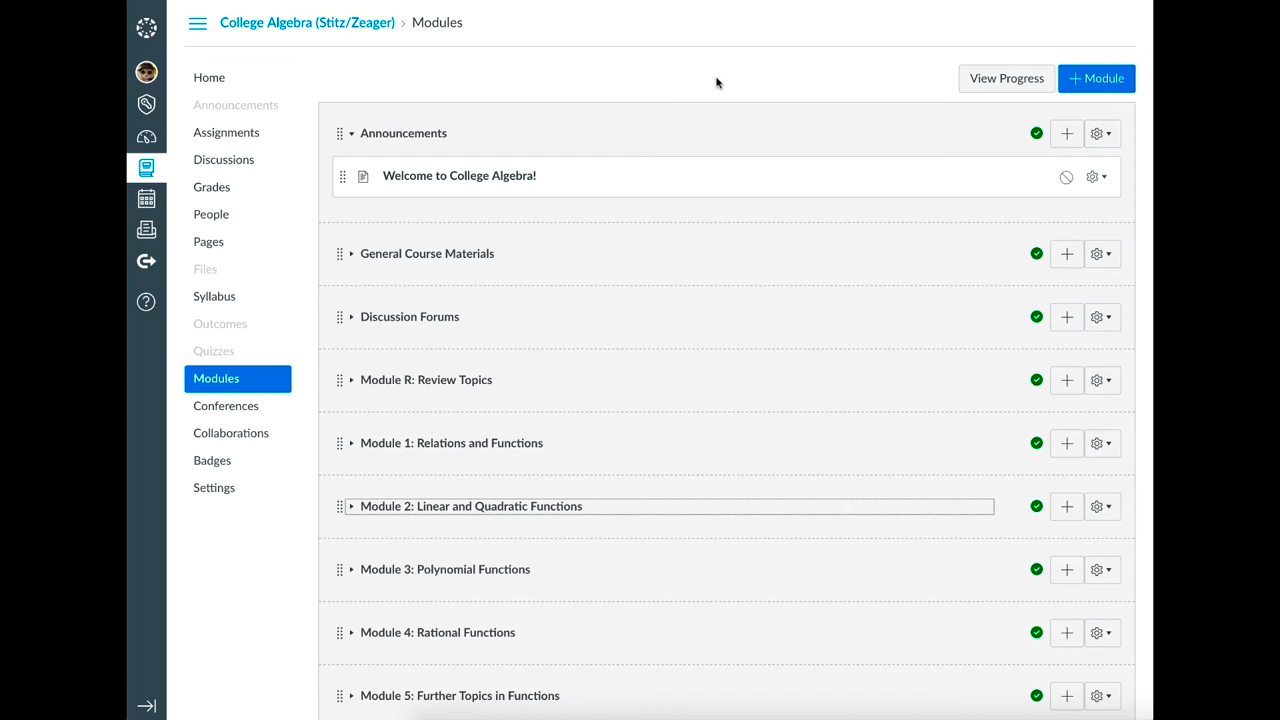 College Algebra (Stitz/Zeager) › Modules
View Progress
+ Module
Home
Announcements
Assignments
Discussions
Grades
People
Pages
Files
Syllabus
Outcomes
Quizzes
Modules
Conferences
Collaborations
Badges
Settings
Announcements
Welcome to College Algebra!
General Course Materials
Discussion Forums
Module R: Review Topics
Module 1: Relations and Functions
Module 2: Linear and Quadratic Functions
Module 3: Polynomial Functions
Module 4: Rational Functions
Module 5: Further Topics in Functions